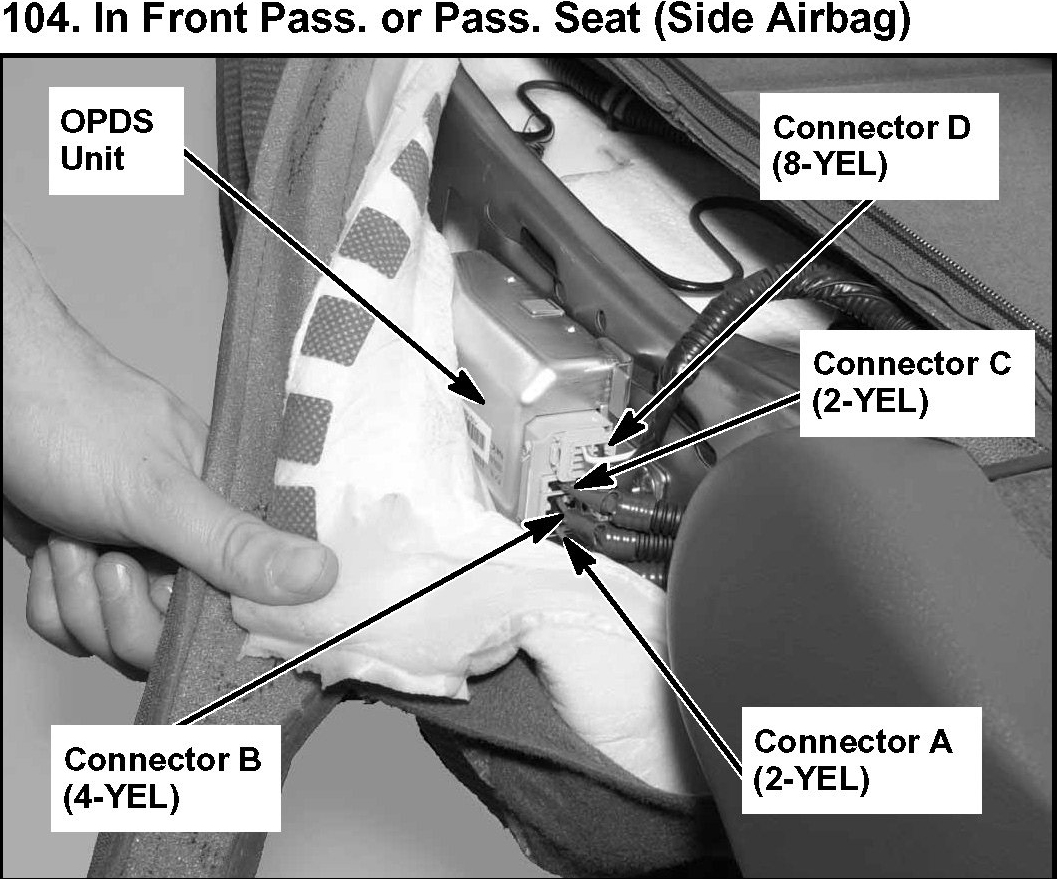 104. In Front Pass. or Pass. Seat (Side Airbag)
OPDS
Unit
Connector D
(8-YEL)
Connector C
(2-YEL)
Connector B
(4-YEL)
Connector A
(2-YEL)